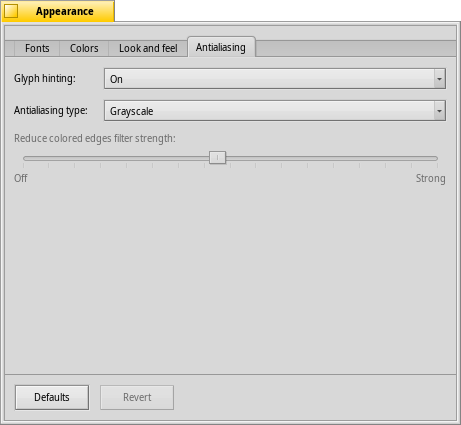 Appearance
Fonts Colors Look and feel Antialiasing
Glyph hinting: On
Antialiasing type: Grayscale
Reduce colored edges filter strength:
Off Strong
Defaults Revert